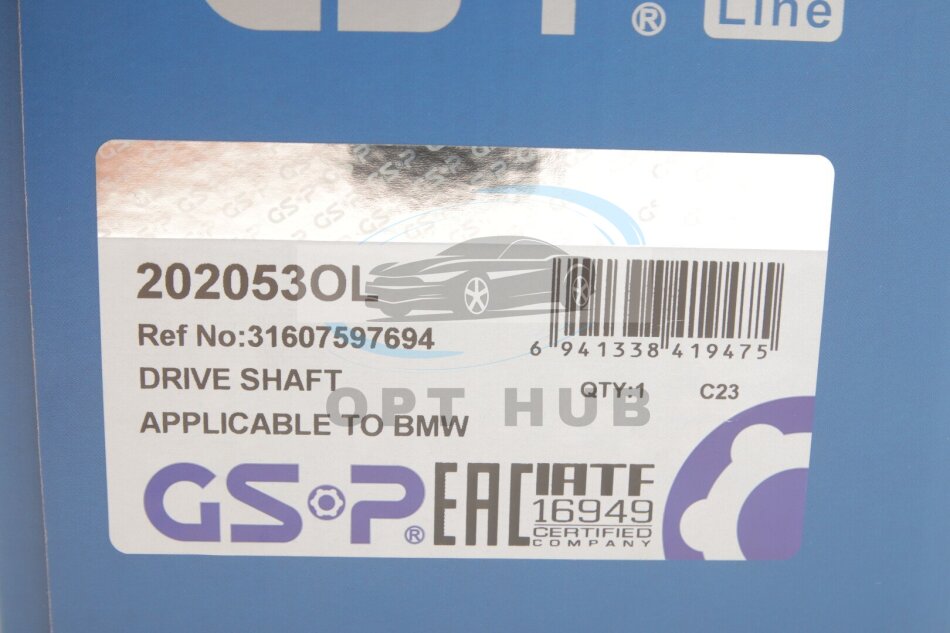 GSP®
Line
202053OL
Ref No:31607597694
6 941338 419475
DRIVE SHAFT
QTY:1 C23
APPLICABLE TO BMW
OPT HUB
GSP® EAC IATF
16949
CERTIFIED
COMPANY